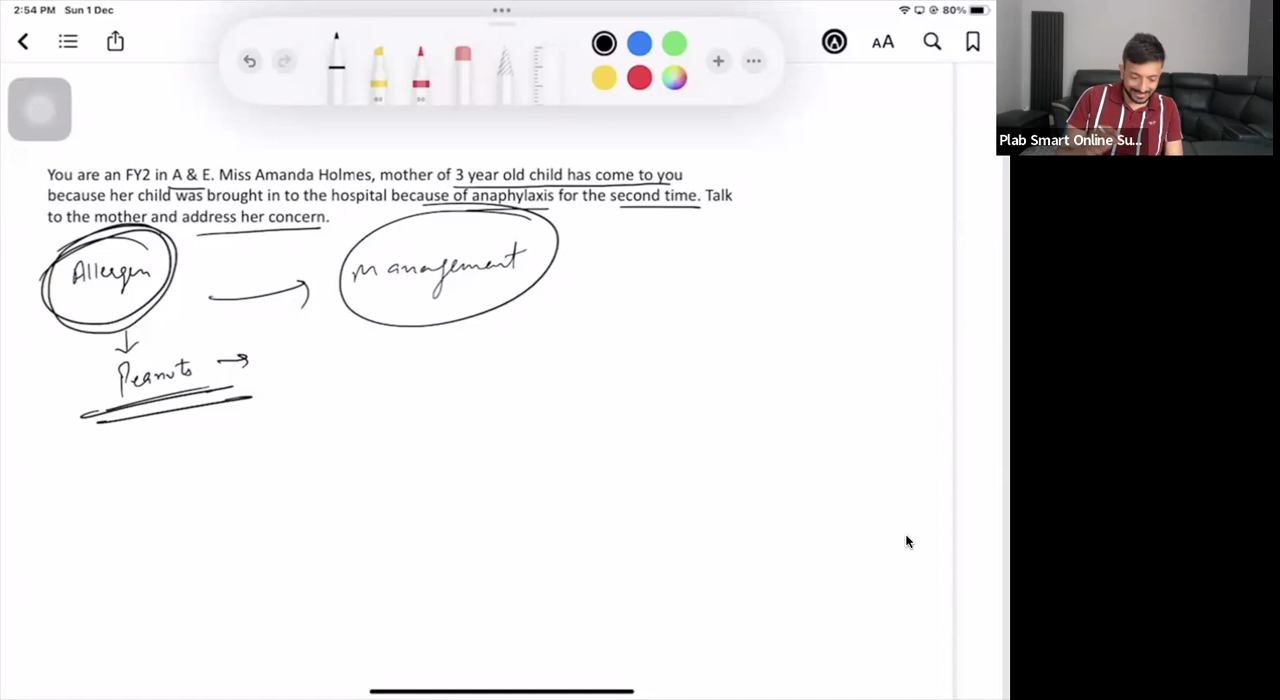 2:54 PM Sun 1 Dec
80%
AA
Plab Smart Online Su...
You are an FY2 in A & E. Miss Amanda Holmes, mother of 3 year old child has come to you
because her child was brought in to the hospital because of anaphylaxis for the second time. Talk
to the mother and address her concern.
Allergen → Management
↓
Peanuts →